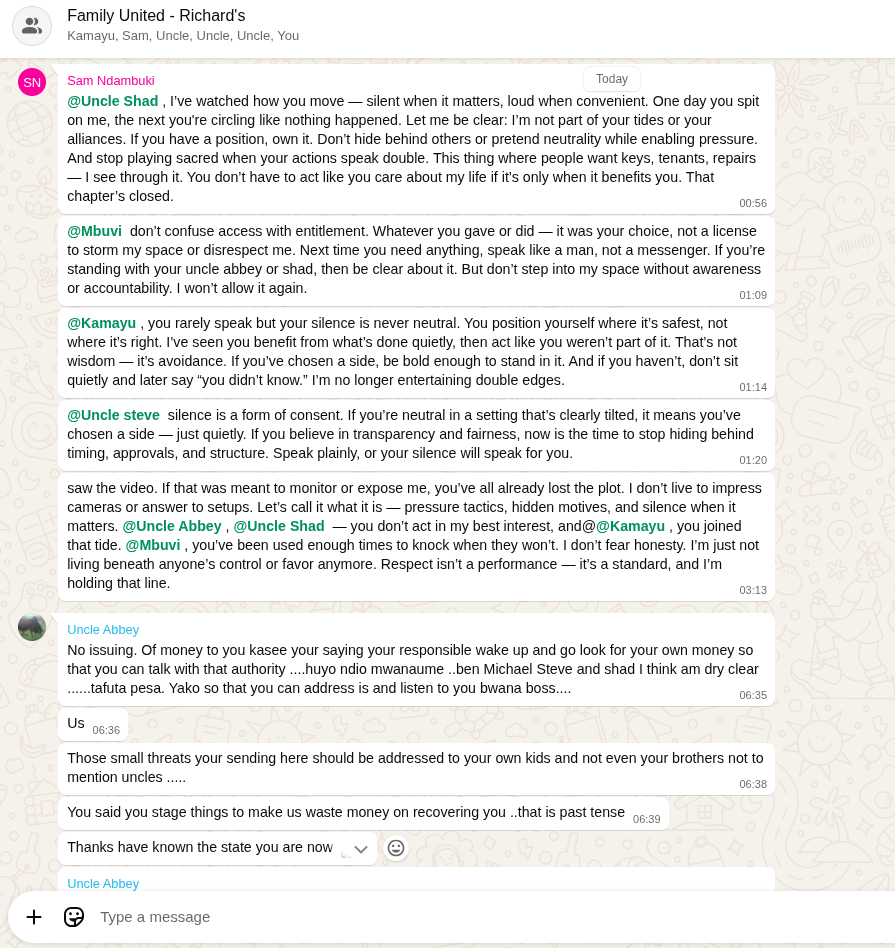 Family United - Richard's
Kamayu, Sam, Uncle, Uncle, Uncle, You
Today
SN
Sam Ndambuki
@Uncle Shad , I’ve watched how you move — silent when it matters, loud when convenient. One day you spit
on me, the next you're circling like nothing happened. Let me be clear: I’m not part of your tides or your
alliances. If you have a position, own it. Don’t hide behind others or pretend neutrality while enabling pressure.
And stop playing sacred when your actions speak double. This thing where people want keys, tenants, repairs
— I see through it. You don’t have to act like you care about my life if it’s only when it benefits you. That
chapter’s closed.
00:56
@Mbuvi don’t confuse access with entitlement. Whatever you gave or did — it was your choice, not a license
to storm my space or disrespect me. Next time you need anything, speak like a man, not a messenger. If you’re
standing with your uncle abbey or shad, then be clear about it. But don’t step into my space without awareness
or accountability. I won’t allow it again.
01:09
@Kamayu , you rarely speak but your silence is never neutral. You position yourself where it’s safest, not
where it’s right. I’ve seen you benefit from what’s done quietly, then act like you weren’t part of it. That’s not
wisdom — it’s avoidance. If you’ve chosen a side, be bold enough to stand in it. And if you haven’t, don’t sit
quietly and later say “you didn’t know.” I’m no longer entertaining double edges.
01:14
@Uncle steve silence is a form of consent. If you’re neutral in a setting that’s clearly tilted, it means you’ve
chosen a side — just quietly. If you believe in transparency and fairness, now is the time to stop hiding behind
timing, approvals, and structure. Speak plainly, or your silence will speak for you.
01:20
saw the video. If that was meant to monitor or expose me, you’ve all already lost the plot. I don’t live to impress
cameras or answer to setups. Let’s call it what it is — pressure tactics, hidden motives, and silence when it
matters. @Uncle Abbey , @Uncle Shad — you don’t act in my best interest, and@@Kamayu , you joined
that tide. @Mbuvi , you’ve been used enough times to knock when they won’t. I don’t fear honesty. I’m just not
living beneath anyone’s control or favor anymore. Respect isn’t a performance — it’s a standard, and I’m
holding that line.
03:13
Uncle Abbey
No issuing. Of money to you kasee your saying your responsible wake up and go look for your own money so
that you can talk with that authority ....huyo ndio mwanaume ..ben Michael Steve and shad I think am dry clear
......tafuta pesa. Yako so that you can address is and listen to you bwana boss....
06:35
Us
06:36
Those small threats your sending here should be addressed to your own kids and not even your brothers not to
mention uncles .....
06:38
You said you stage things to make us waste money on recovering you ..that is past tense
06:39
Thanks have known the state you are now
Uncle Abbey
Type a message